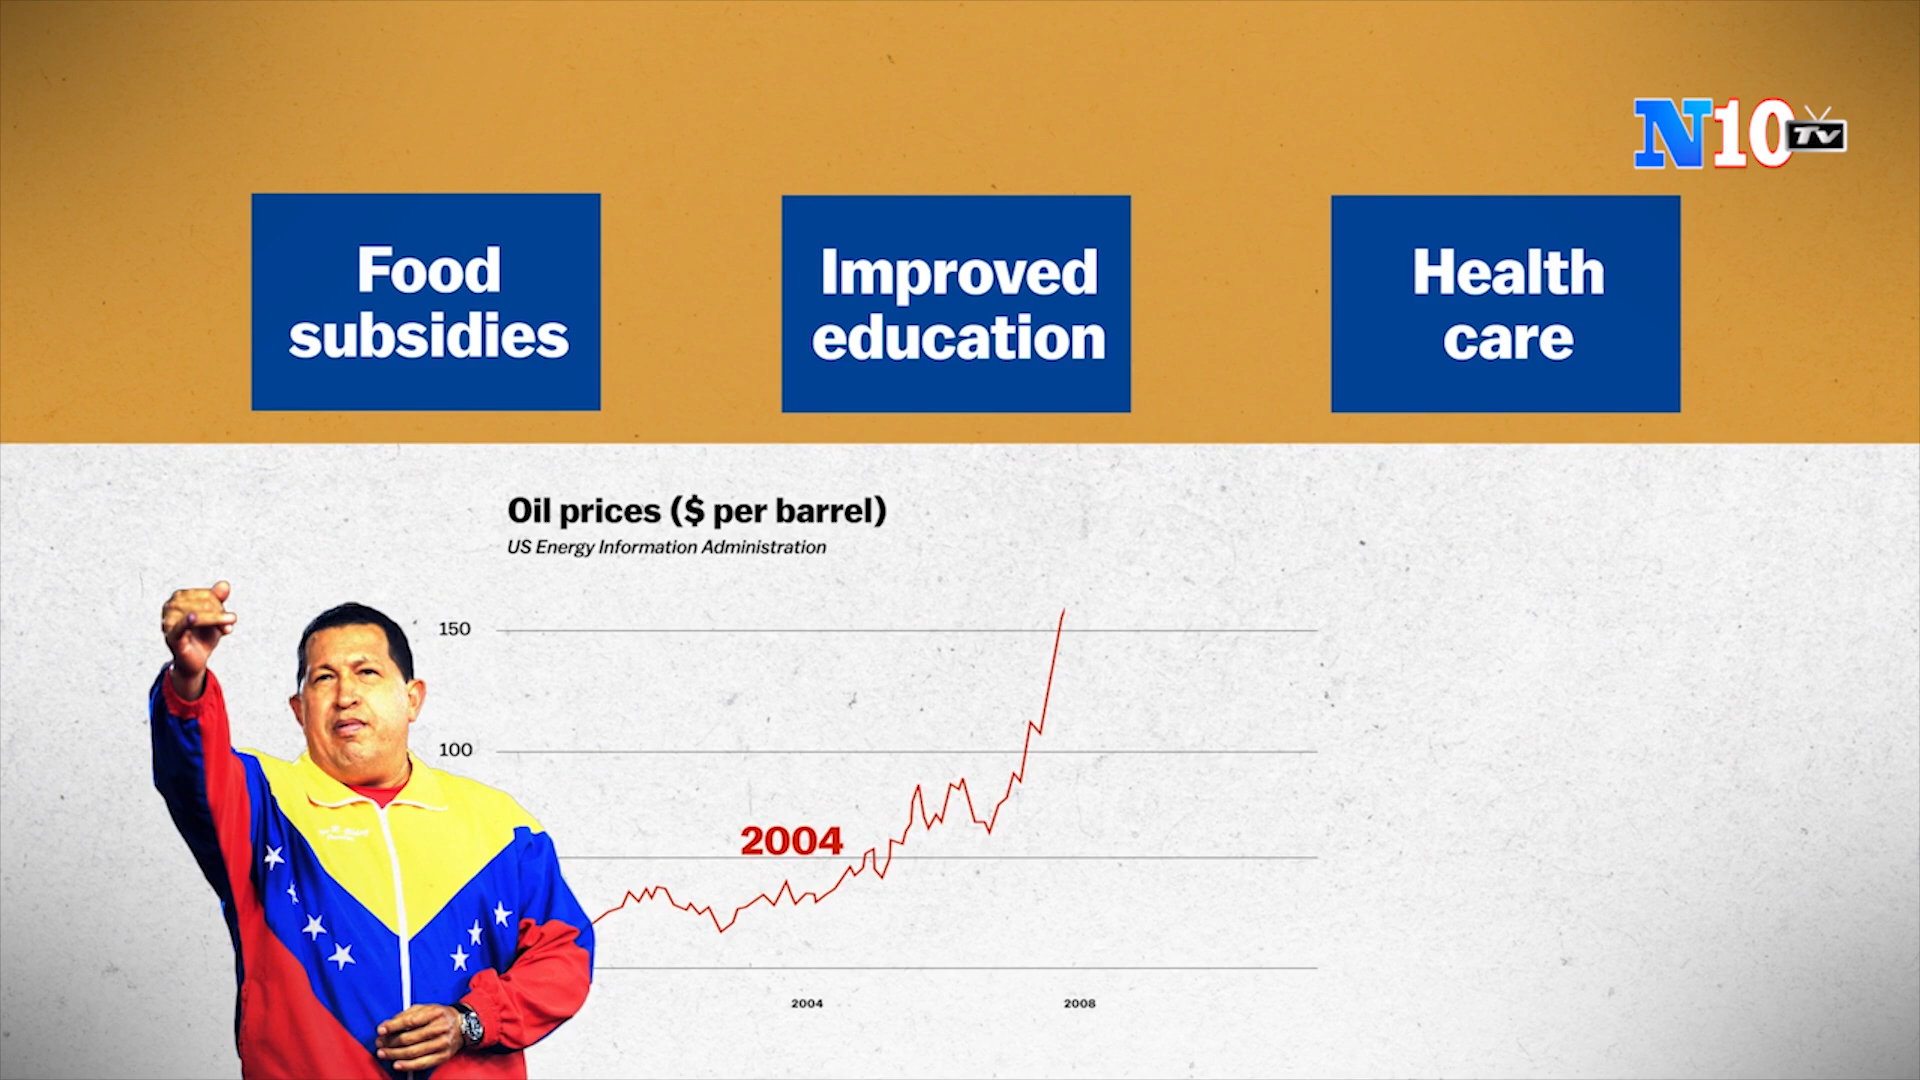 N10 TV
Food
subsidies
Improved
education
Health
care
Oil prices ($ per barrel)
US Energy Information Administration
150
100
2004
2004
2008